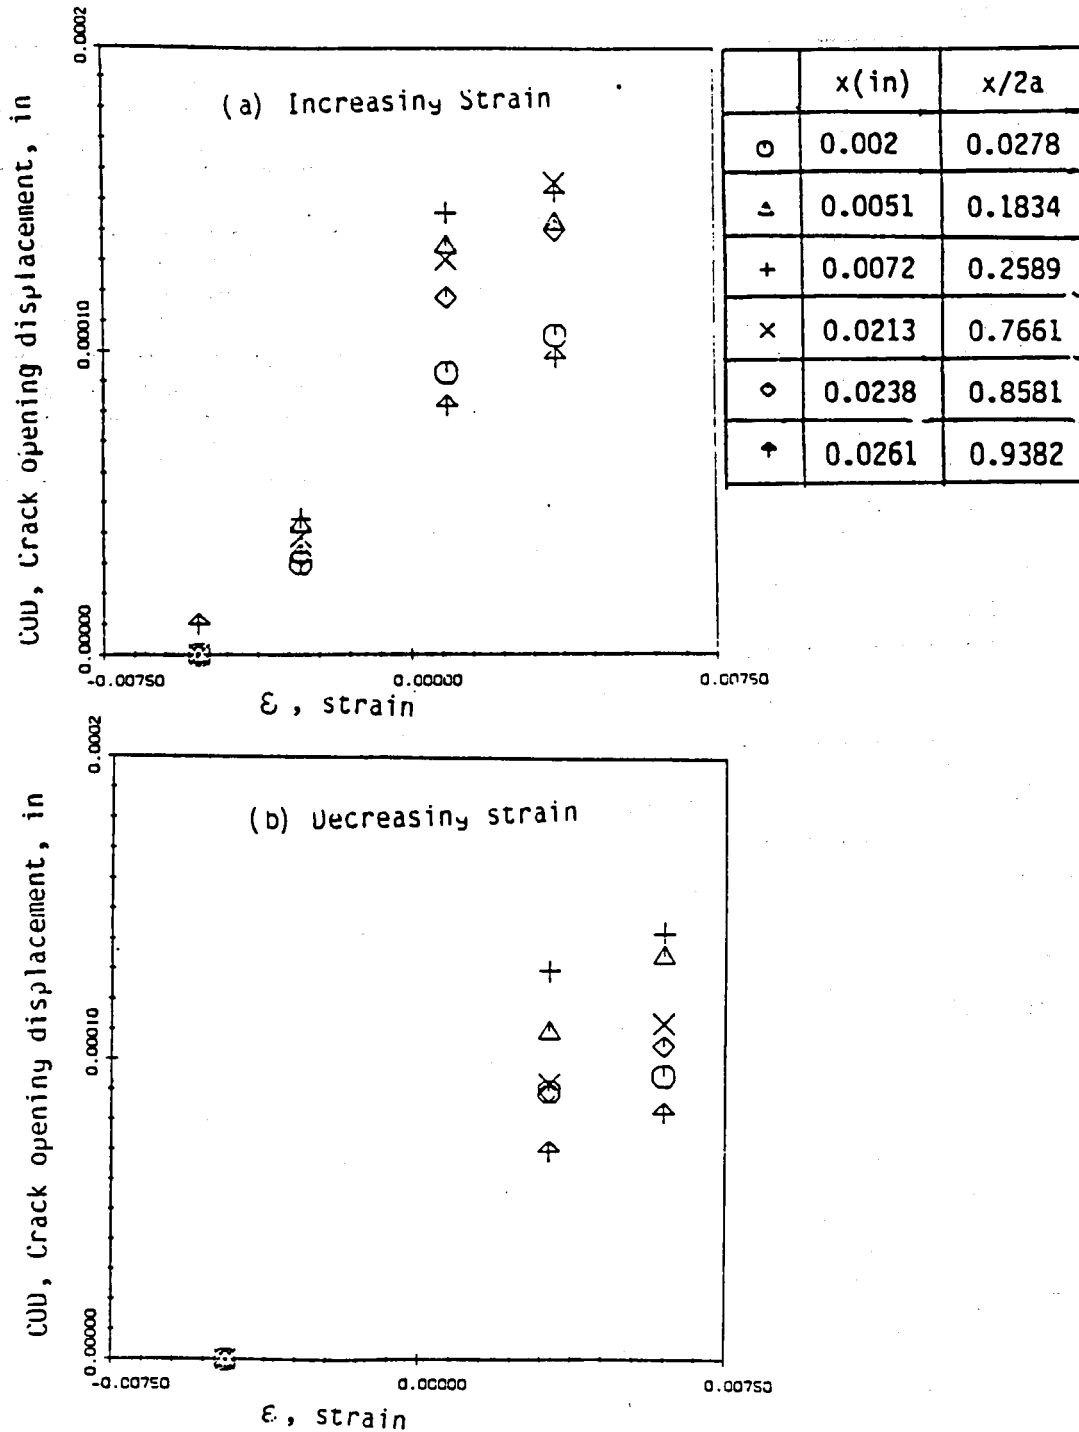 0.0002
(a) Increasing Strain
COD, Crack opening displacement, in
0.00010
0.00000
-0.00750 0.00000 0.00750
ε, strain
x(in) x/2a
0.002 0.0278
0.0051 0.1834
0.0072 0.2589
0.0213 0.7661
0.0238 0.8581
0.0261 0.9382
0.0002
(b) Decreasing strain
COD, Crack opening displacement, in
0.00010
0.00000
-0.00750 0.00000 0.00750
ε, strain